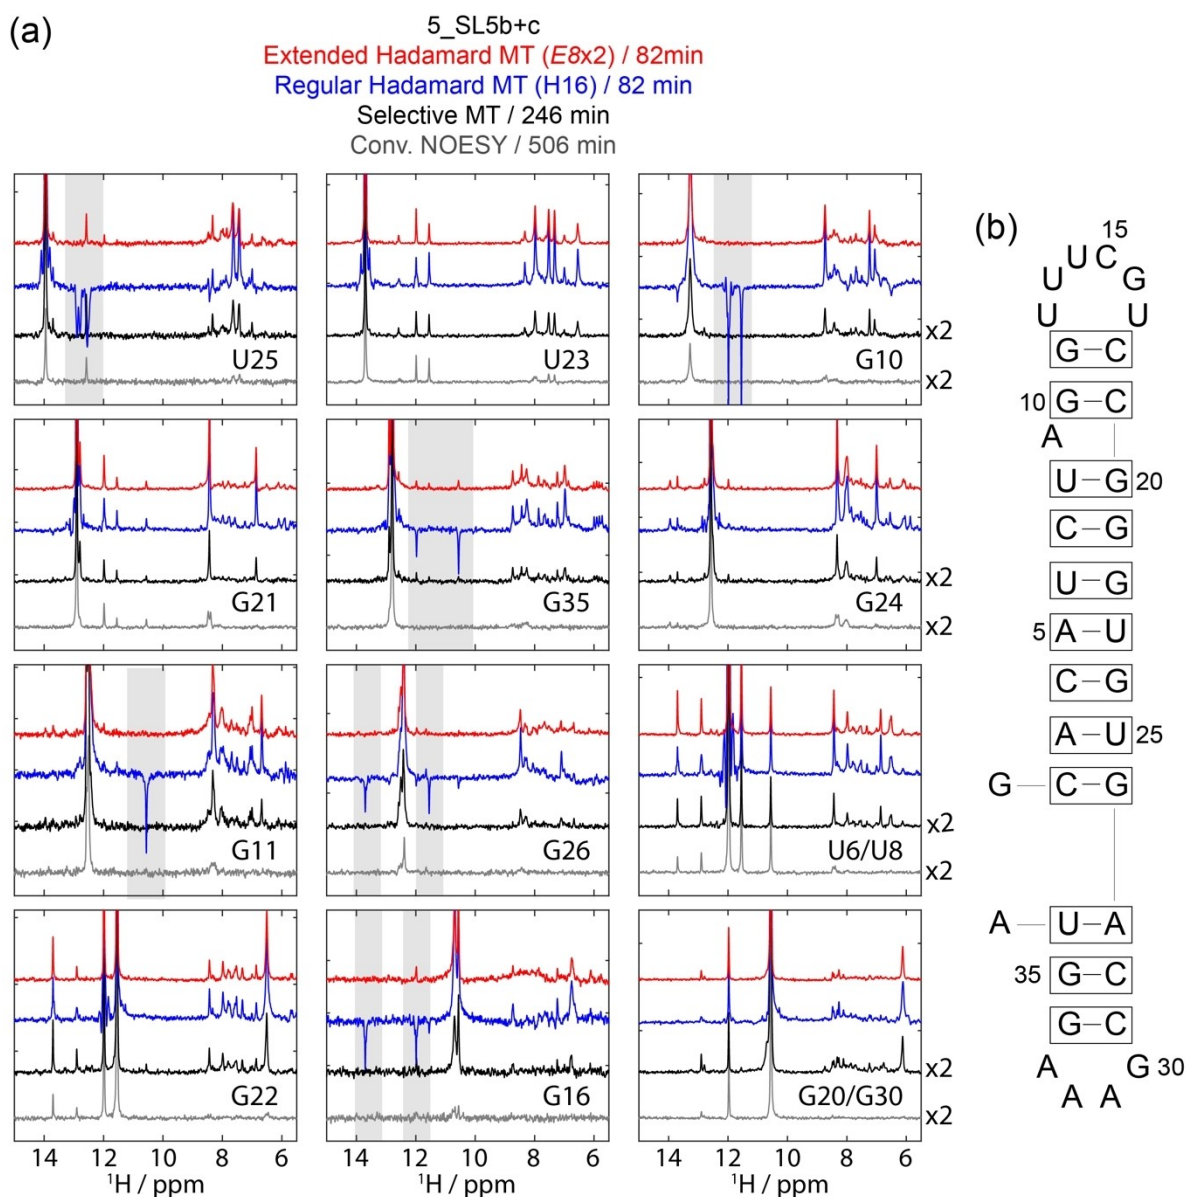 (a)
5_SL5b+c
Extended Hadamard MT (E8x2) / 82min
Regular Hadamard MT (H16) / 82 min
Selective MT / 246 min
Conv. NOESY / 506 min
U25
U23
G10
x2
x2
G21
G35
G24
x2
x2
G11
G26
U6/U8
x2
x2
G22
G16
G20/G30
x2
x2
14 12 10 8 6
14 12 10 8 6
14 12 10 8 6
¹H / ppm
¹H / ppm
¹H / ppm
(b)
15
U C
U G
U U
G–C
10 G–C
A
U–G 20
C–G
U–G
5 A–U
C–G
A–U 25
G C–G
A U–A
35 G–C
G–C
A G 30
A A